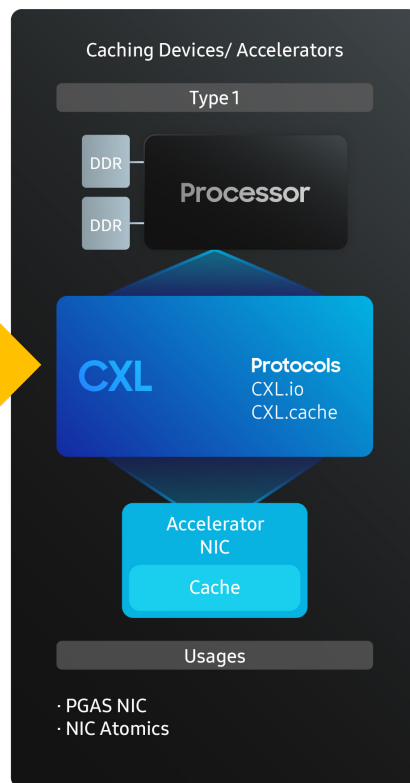 Caching Devices/ Accelerators
Type 1
DDR
Processor
DDR
CXL
Protocols
CXL.io
CXL.cache
Accelerator
NIC
Cache
Usages
· PGAS NIC
· NIC Atomics